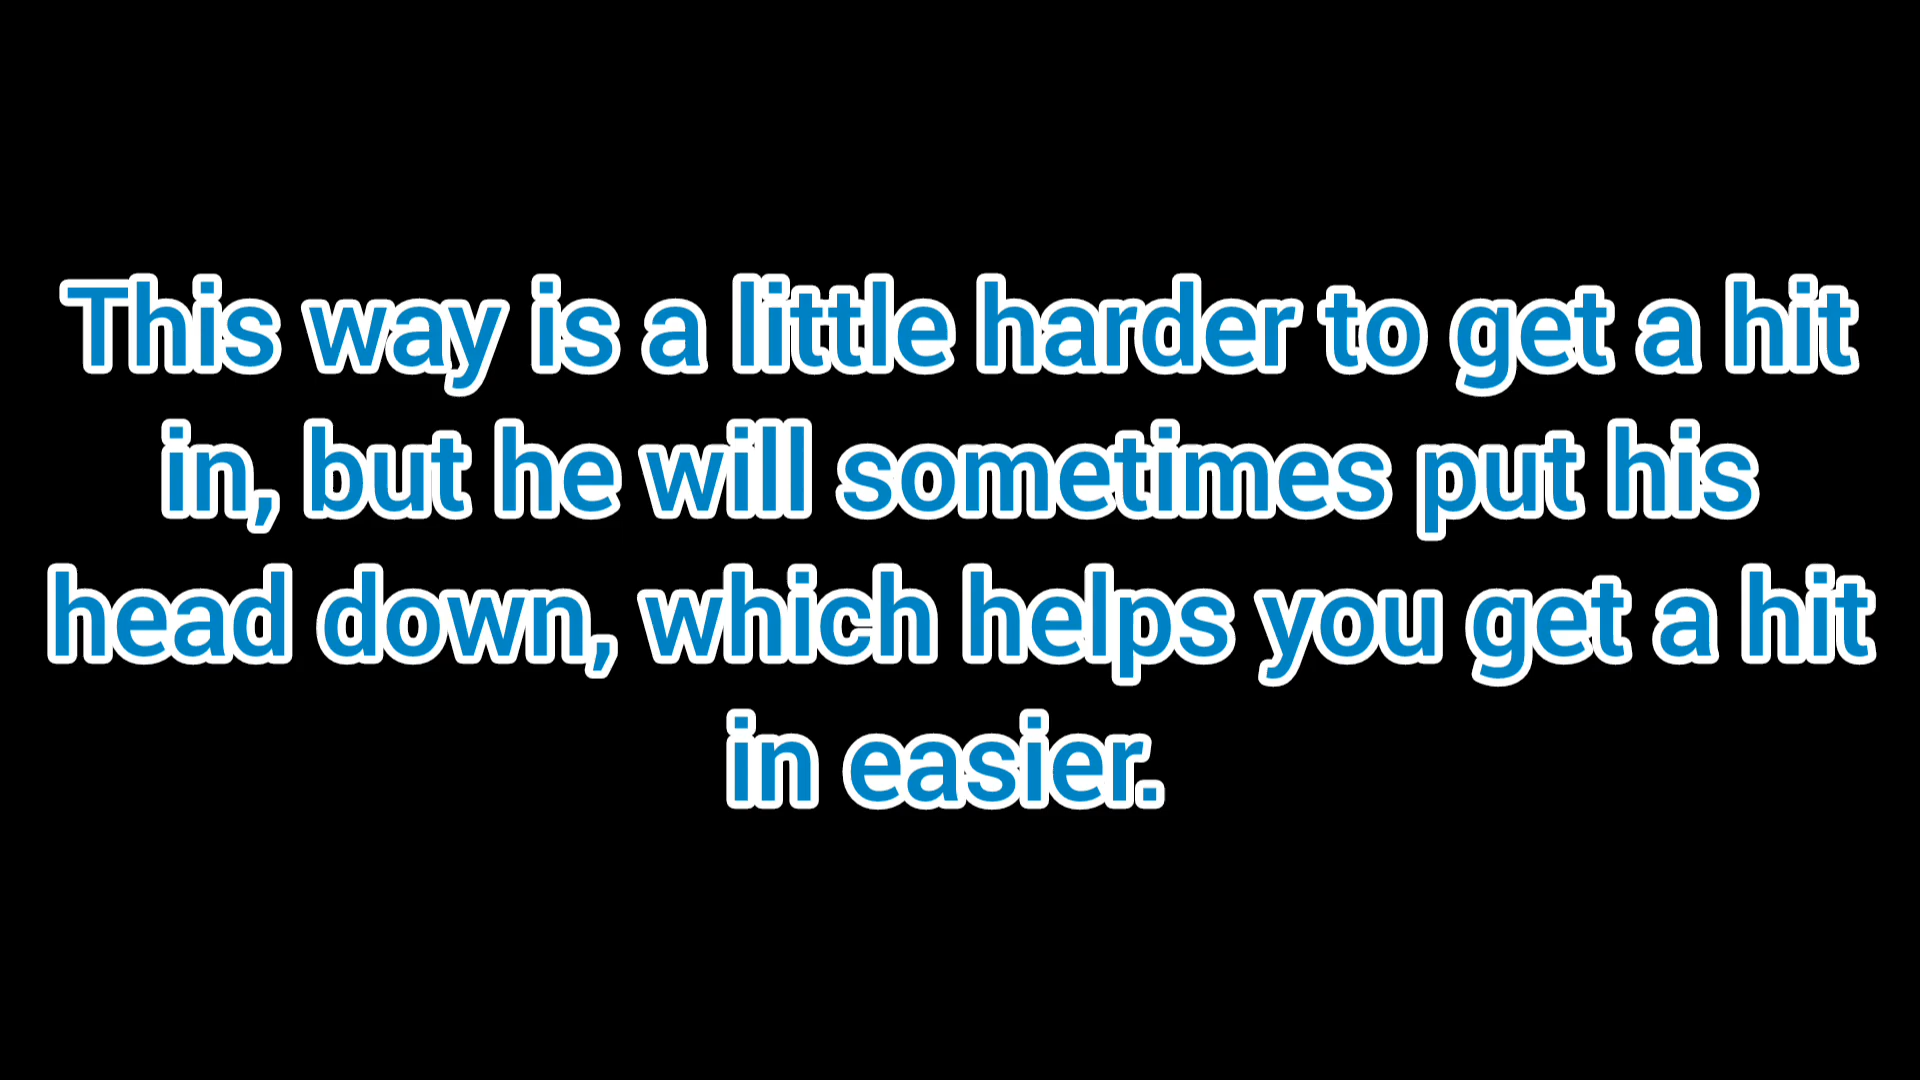 This way is a little harder to get a hit
in, but he will sometimes put his
head down, which helps you get a hit
in easier.